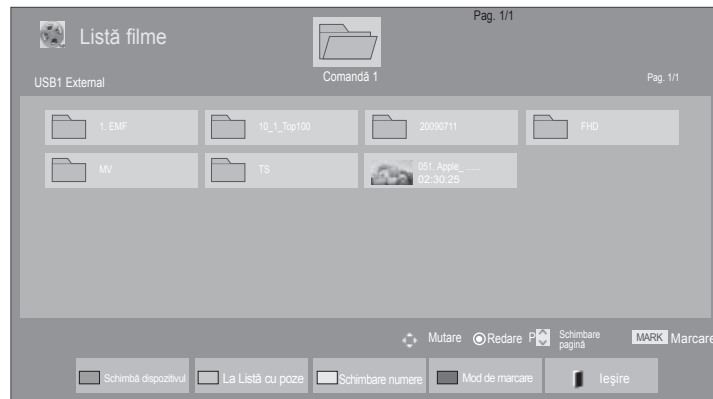 Pag. 1/1
Listă filme
Comandă 1
USB1 External
Pag. 1/1
1. EMF
10_1_Top100
20090711
FHD
MV
TS
051. Apple_ ......
02:30:25
Mutare
Redare
P
Schimbare
pagină
MARK
Marcare
Schimbă dispozitivul
La Listă cu poze
Schimbare numere
Mod de marcare
Ieşire